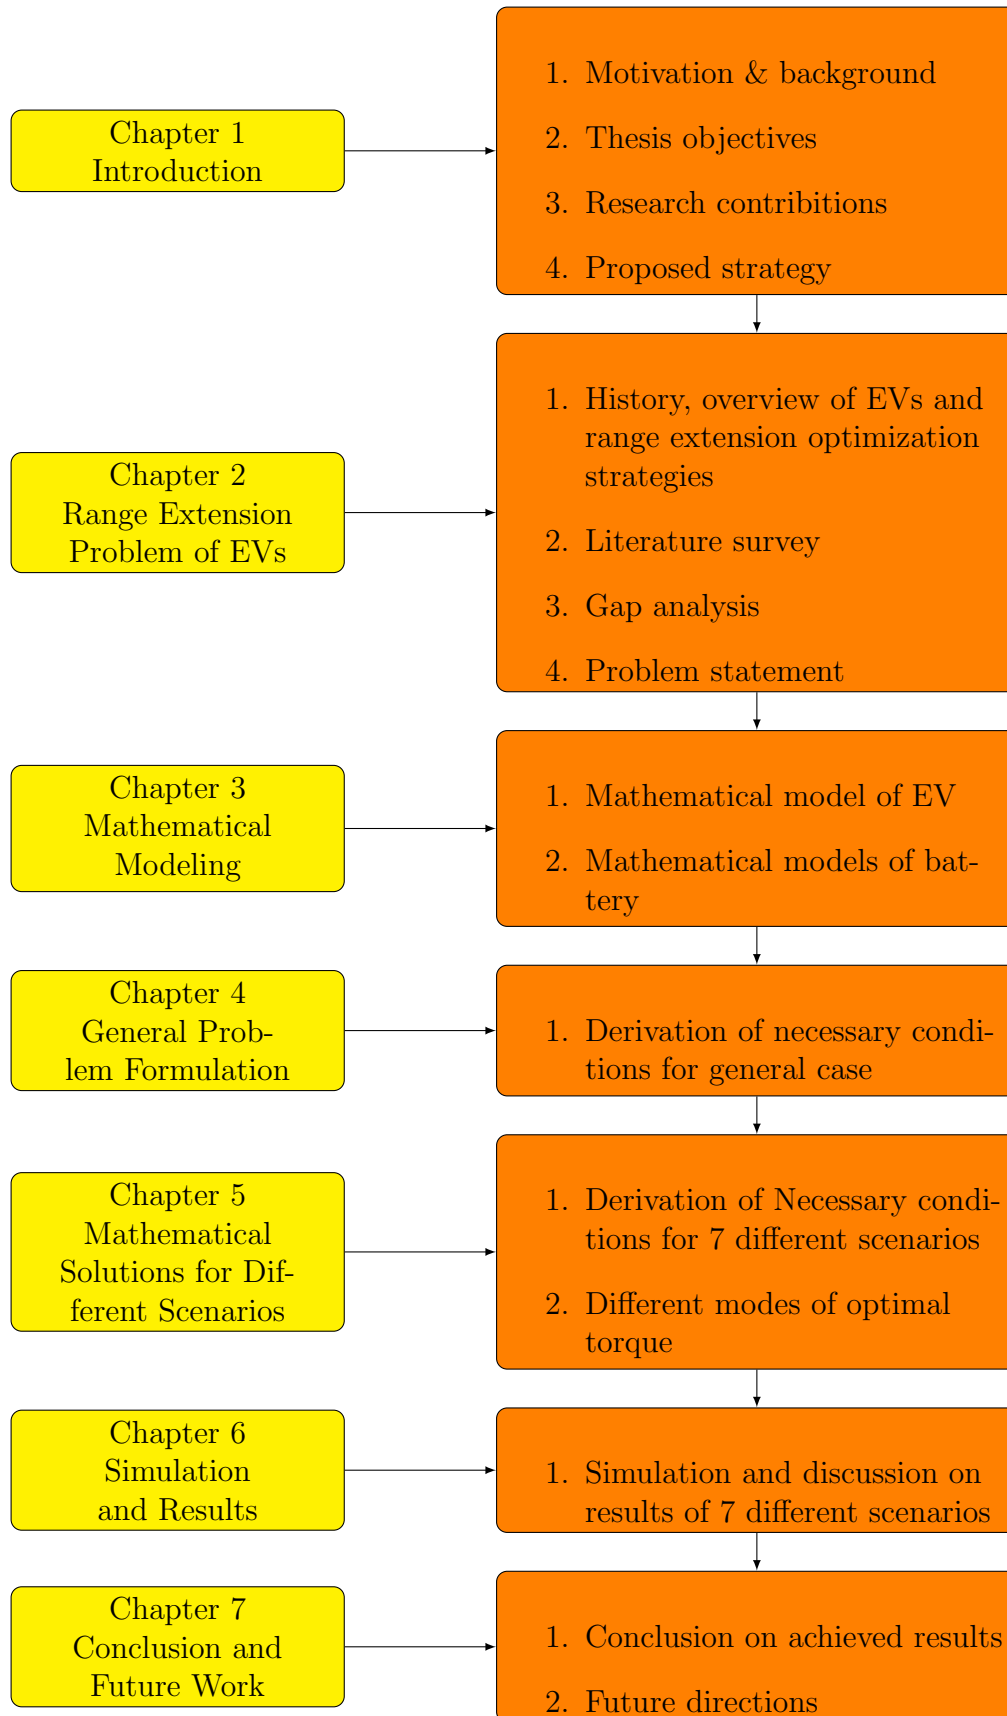 Chapter 1
Introduction
1. Motivation & background
2. Thesis objectives
3. Research contribitions
4. Proposed strategy
Chapter 2
Range Extension
Problem of EVs
1. History, overview of EVs and
range extension optimization
strategies
2. Literature survey
3. Gap analysis
4. Problem statement
Chapter 3
Mathematical
Modeling
1. Mathematical model of EV
2. Mathematical models of bat-
tery
Chapter 4
General Prob-
lem Formulation
1. Derivation of necessary condi-
tions for general case
Chapter 5
Mathematical
Solutions for Dif-
ferent Scenarios
1. Derivation of Necessary condi-
tions for 7 different scenarios
2. Different modes of optimal
torque
Chapter 6
Simulation
and Results
1. Simulation and discussion on
results of 7 different scenarios
Chapter 7
Conclusion and
Future Work
1. Conclusion on achieved results
2. Future directions